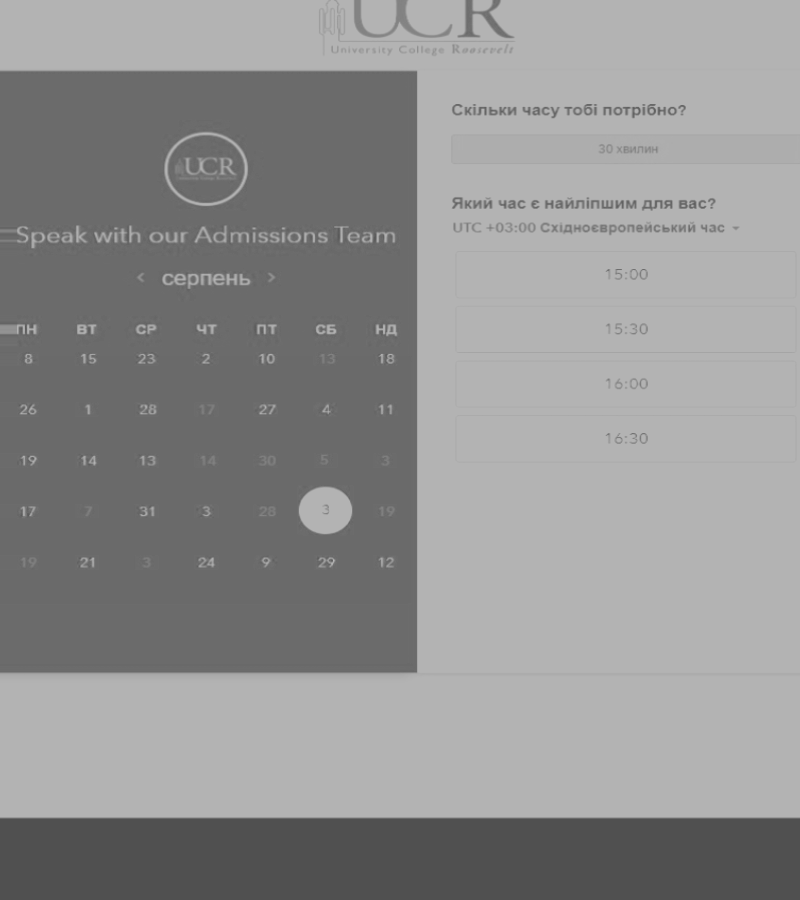 UCR
University College Roosevelt
UCR
Speak with our Admissions Team
< серпень >
ПН ВТ СР ЧТ ПТ СБ НД
8 15 23 2 10 13 18
26 1 28 17 27 4 11
19 14 13 14 30 5 3
17 7 31 3 28 3 19
19 21 3 24 9 29 12
Скільки часу тобі потрібно?
30 хвилин
Який час є найліпшим для вас?
UTC +03:00 Східноєвропейський час
15:00
15:30
16:00
16:30